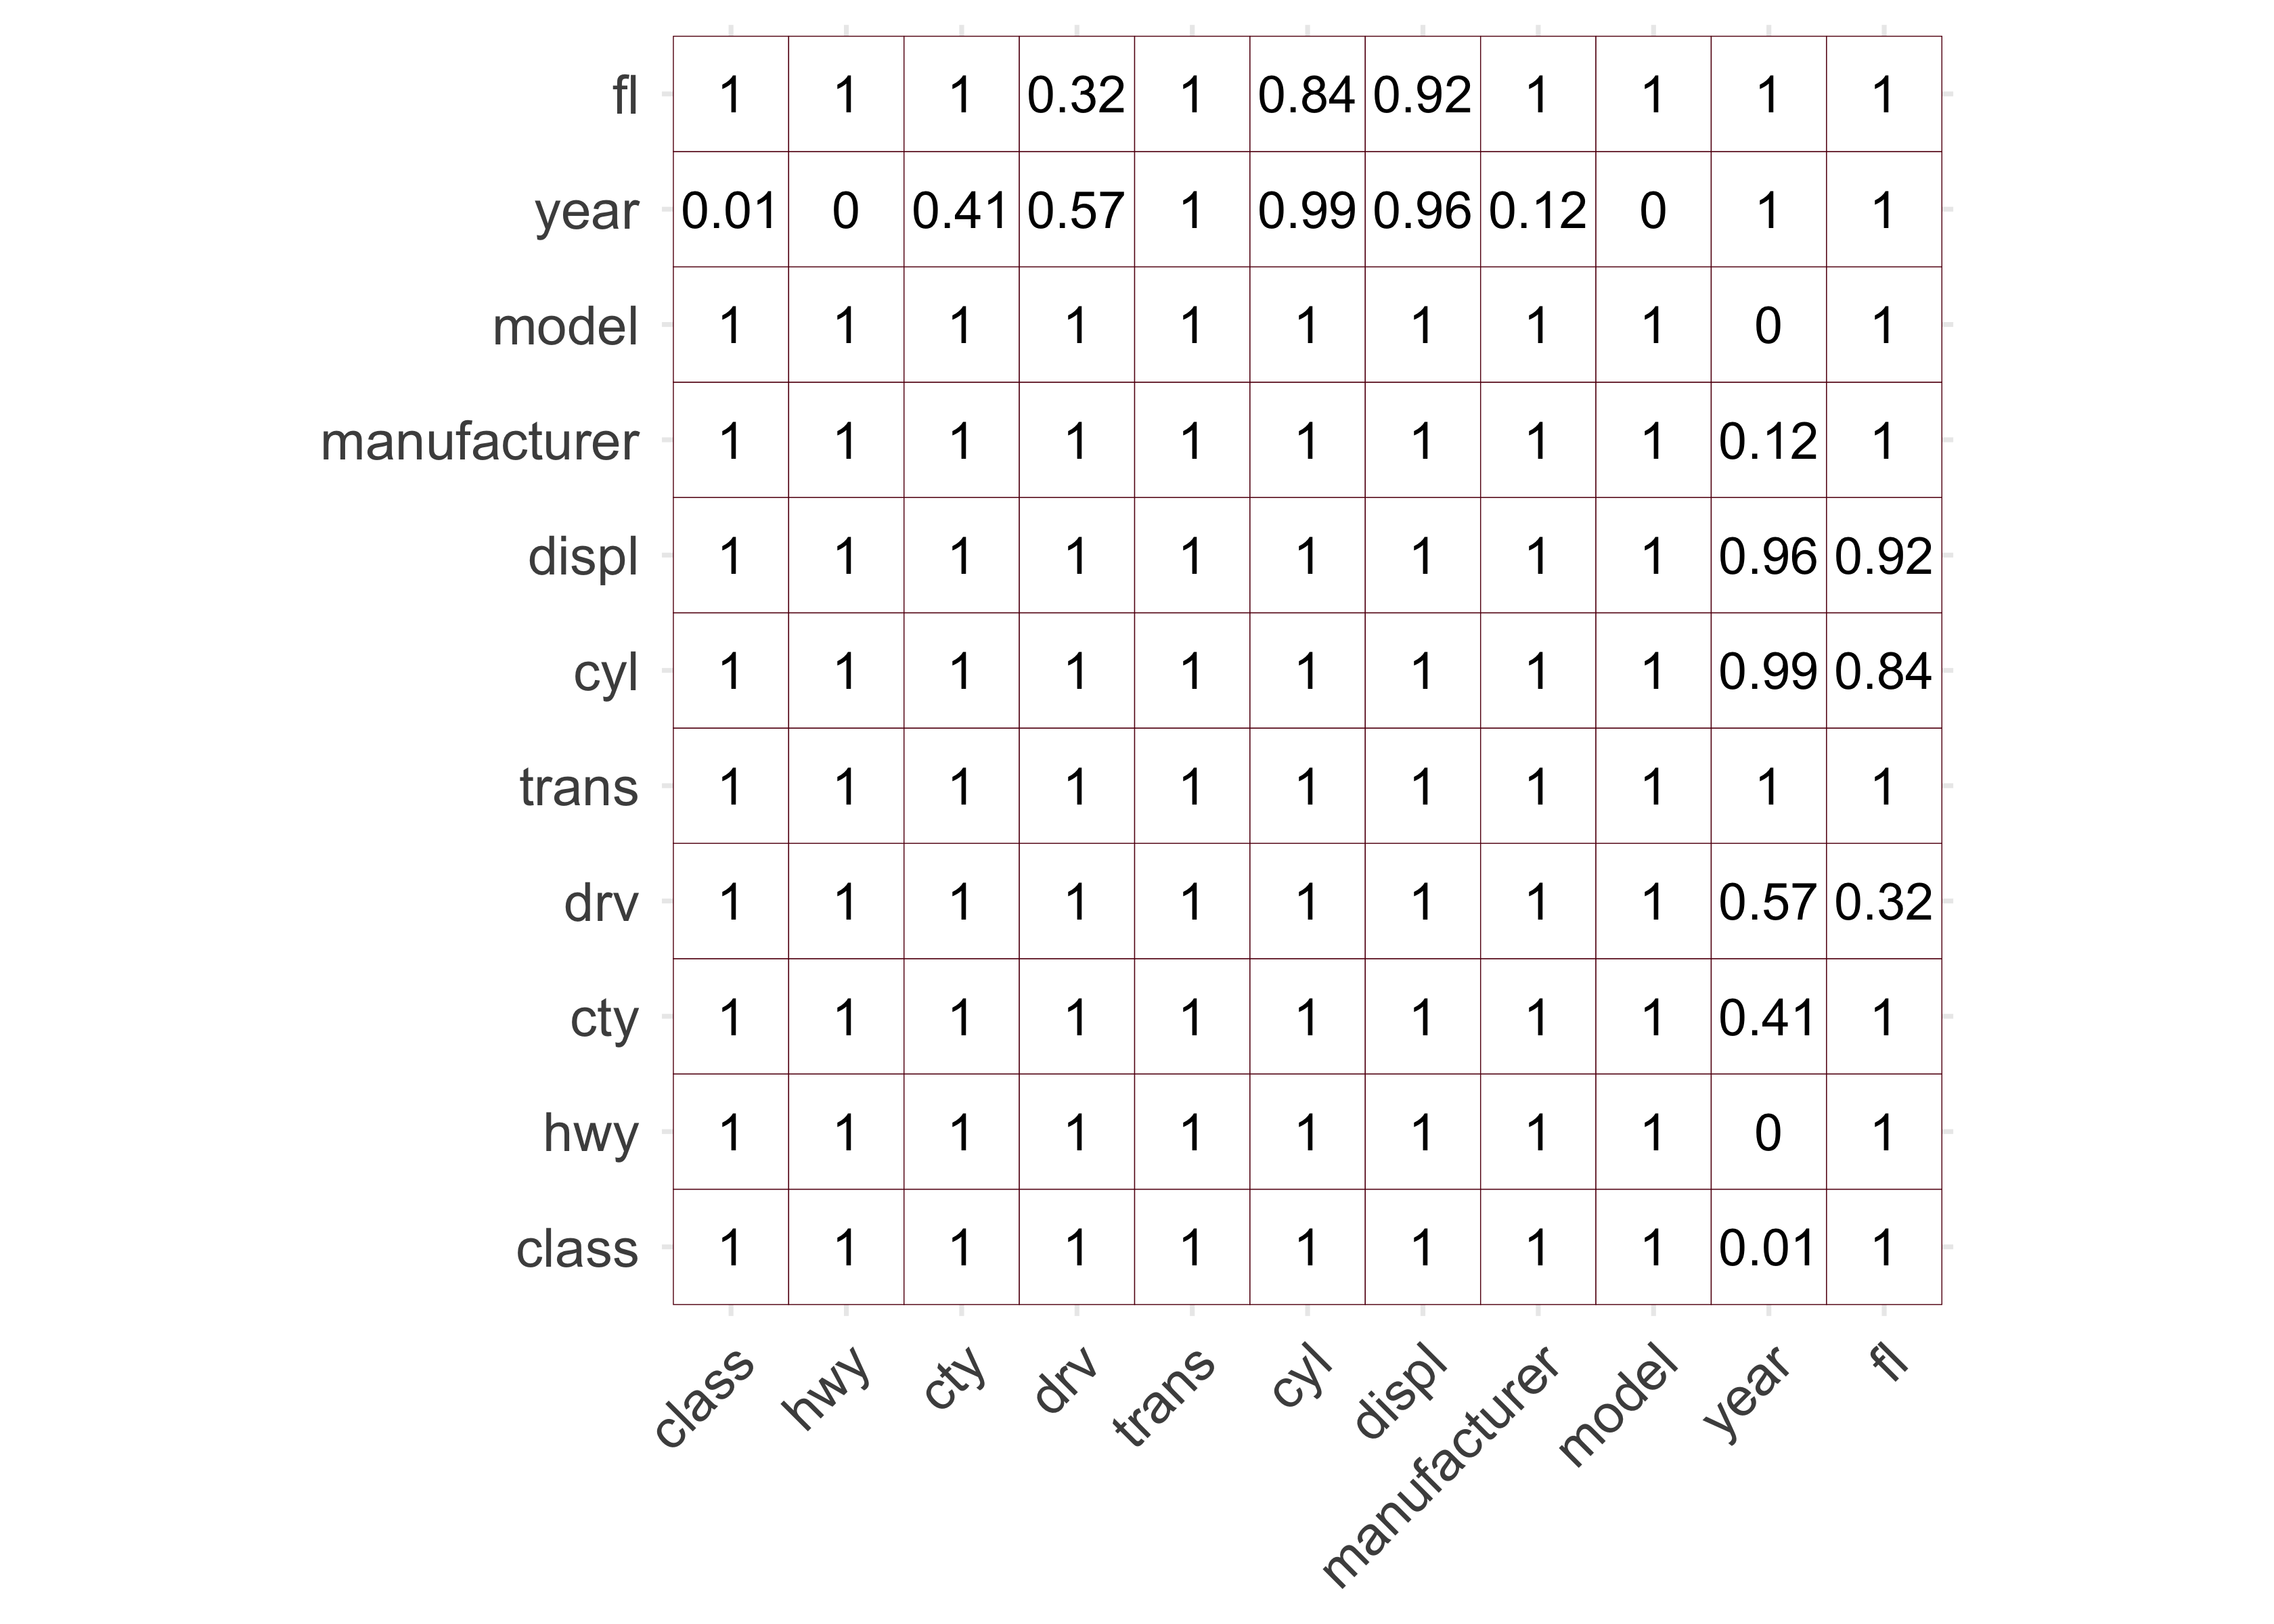 fl 1 1 1 0.32 1 0.84 0.92 1 1 1 1
year 0.01 0 0.41 0.57 1 0.99 0.96 0.12 0 1 1
model 1 1 1 1 1 1 1 1 1 0 1
manufacturer 1 1 1 1 1 1 1 1 1 0.12 1
displ 1 1 1 1 1 1 1 1 1 0.96 0.92
cyl 1 1 1 1 1 1 1 1 1 0.99 0.84
trans 1 1 1 1 1 1 1 1 1 1 1
drv 1 1 1 1 1 1 1 1 1 0.57 0.32
cty 1 1 1 1 1 1 1 1 1 0.41 1
hwy 1 1 1 1 1 1 1 1 1 0 1
class 1 1 1 1 1 1 1 1 1 0.01 1
class hwy cty drv trans cyl displ manufacturer model year fl